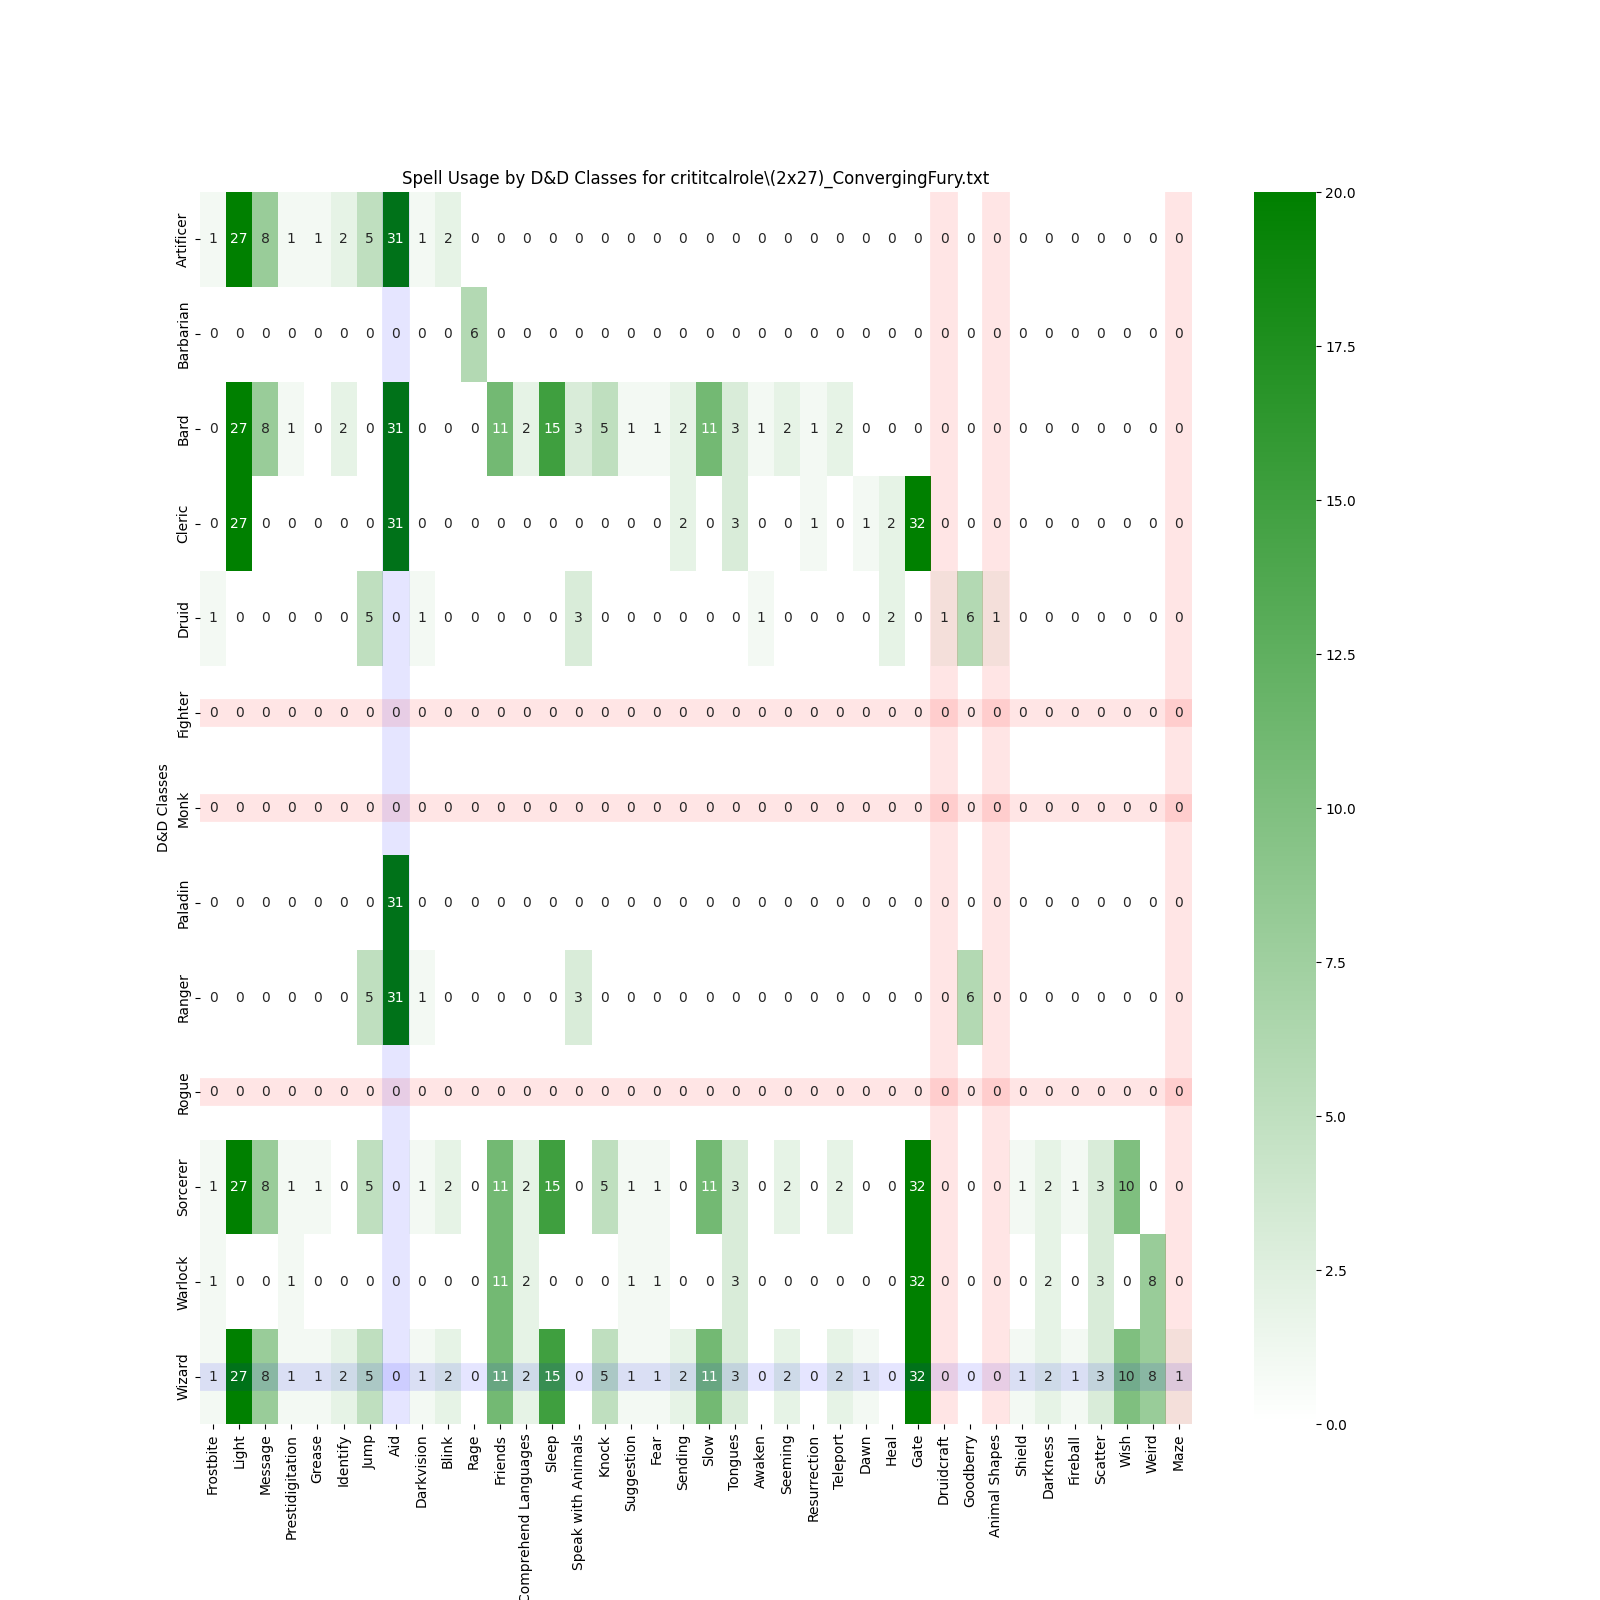 Spell Usage by D&D Classes for crititcalrole\(2x27)_ConvergingFury.txt
D&D Classes
Artificer 1 27 8 1 1 2 5 31 1 2 0 0 0 0 0 0 0 0 0 0 0 0 0 0 0 0 0 0 0 0 0 0 0 0 0 0 0 0
Barbarian 0 0 0 0 0 0 0 0 0 0 6 0 0 0 0 0 0 0 0 0 0 0 0 0 0 0 0 0 0 0 0 0 0 0 0 0 0 0
Bard 0 27 8 1 0 2 0 31 0 0 0 11 2 15 3 5 1 1 2 11 3 1 2 1 2 0 0 0 0 0 0 0 0 0 0 0 0 0
Cleric 0 27 0 0 0 0 0 31 0 0 0 0 0 0 0 0 0 0 2 0 3 0 0 1 0 1 2 32 0 0 0 0 0 0 0 0 0 0
Druid 1 0 0 0 0 0 5 0 1 0 0 0 0 0 3 0 0 0 0 0 0 1 0 0 0 0 2 0 1 6 1 0 0 0 0 0 0 0
Fighter 0 0 0 0 0 0 0 0 0 0 0 0 0 0 0 0 0 0 0 0 0 0 0 0 0 0 0 0 0 0 0 0 0 0 0 0 0 0
Monk 0 0 0 0 0 0 0 0 0 0 0 0 0 0 0 0 0 0 0 0 0 0 0 0 0 0 0 0 0 0 0 0 0 0 0 0 0 0
Paladin 0 0 0 0 0 0 0 31 0 0 0 0 0 0 0 0 0 0 0 0 0 0 0 0 0 0 0 0 0 0 0 0 0 0 0 0 0 0
Ranger 0 0 0 0 0 0 5 31 1 0 0 0 0 0 3 0 0 0 0 0 0 0 0 0 0 0 0 0 0 6 0 0 0 0 0 0 0 0
Rogue 0 0 0 0 0 0 0 0 0 0 0 0 0 0 0 0 0 0 0 0 0 0 0 0 0 0 0 0 0 0 0 0 0 0 0 0 0 0
Sorcerer 1 27 8 1 1 0 5 0 1 2 0 11 2 15 0 5 1 1 0 11 3 0 2 0 2 0 0 32 0 0 0 1 2 1 3 10 0 0
Warlock 1 0 0 1 0 0 0 0 0 0 0 11 2 0 0 0 1 1 0 0 3 0 0 0 0 0 0 32 0 0 0 0 2 0 3 0 8 0
Wizard 1 27 8 1 1 2 5 0 1 2 0 11 2 15 0 5 1 1 2 11 3 0 2 0 2 1 0 32 0 0 0 1 2 1 3 10 8 1
Frostbite
Light
Message
Prestidigitation
Grease
Identify
Jump
Aid
Darkvision
Blink
Rage
Friends
Comprehend Languages
Sleep
Speak with Animals
Knock
Suggestion
Fear
Sending
Slow
Tongues
Awaken
Seeming
Resurrection
Teleport
Dawn
Heal
Gate
Druidcraft
Goodberry
Animal Shapes
Shield
Darkness
Fireball
Scatter
Wish
Weird
Maze
20.0
17.5
15.0
12.5
10.0
7.5
5.0
2.5
0.0